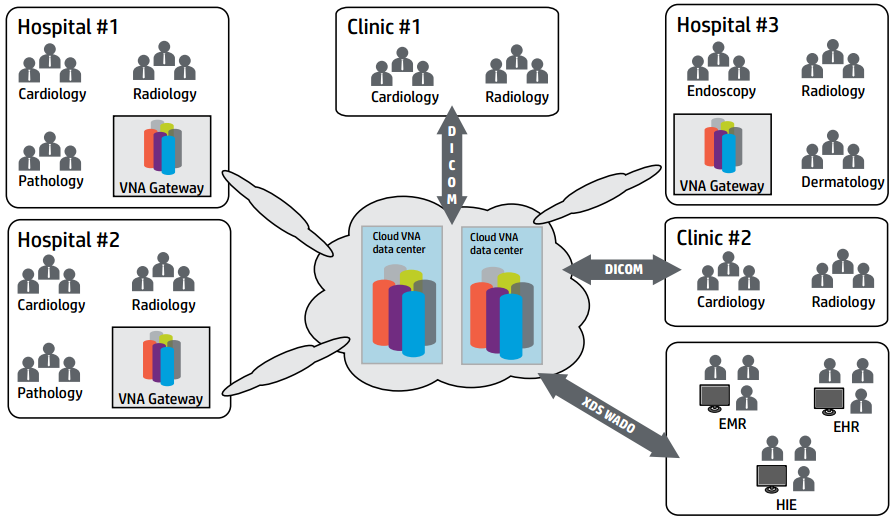 Hospital #1
Cardiology
Radiology
Pathology
VNA Gateway
Clinic #1
Cardiology
Radiology
Hospital #3
Endoscopy
Radiology
VNA Gateway
Dermatology
DICOM
Hospital #2
Cardiology
Radiology
Pathology
VNA Gateway
Cloud VNA
data center
Cloud VNA
data center
DICOM
Clinic #2
Cardiology
Radiology
XDS WADO
EMR
EHR
HIE